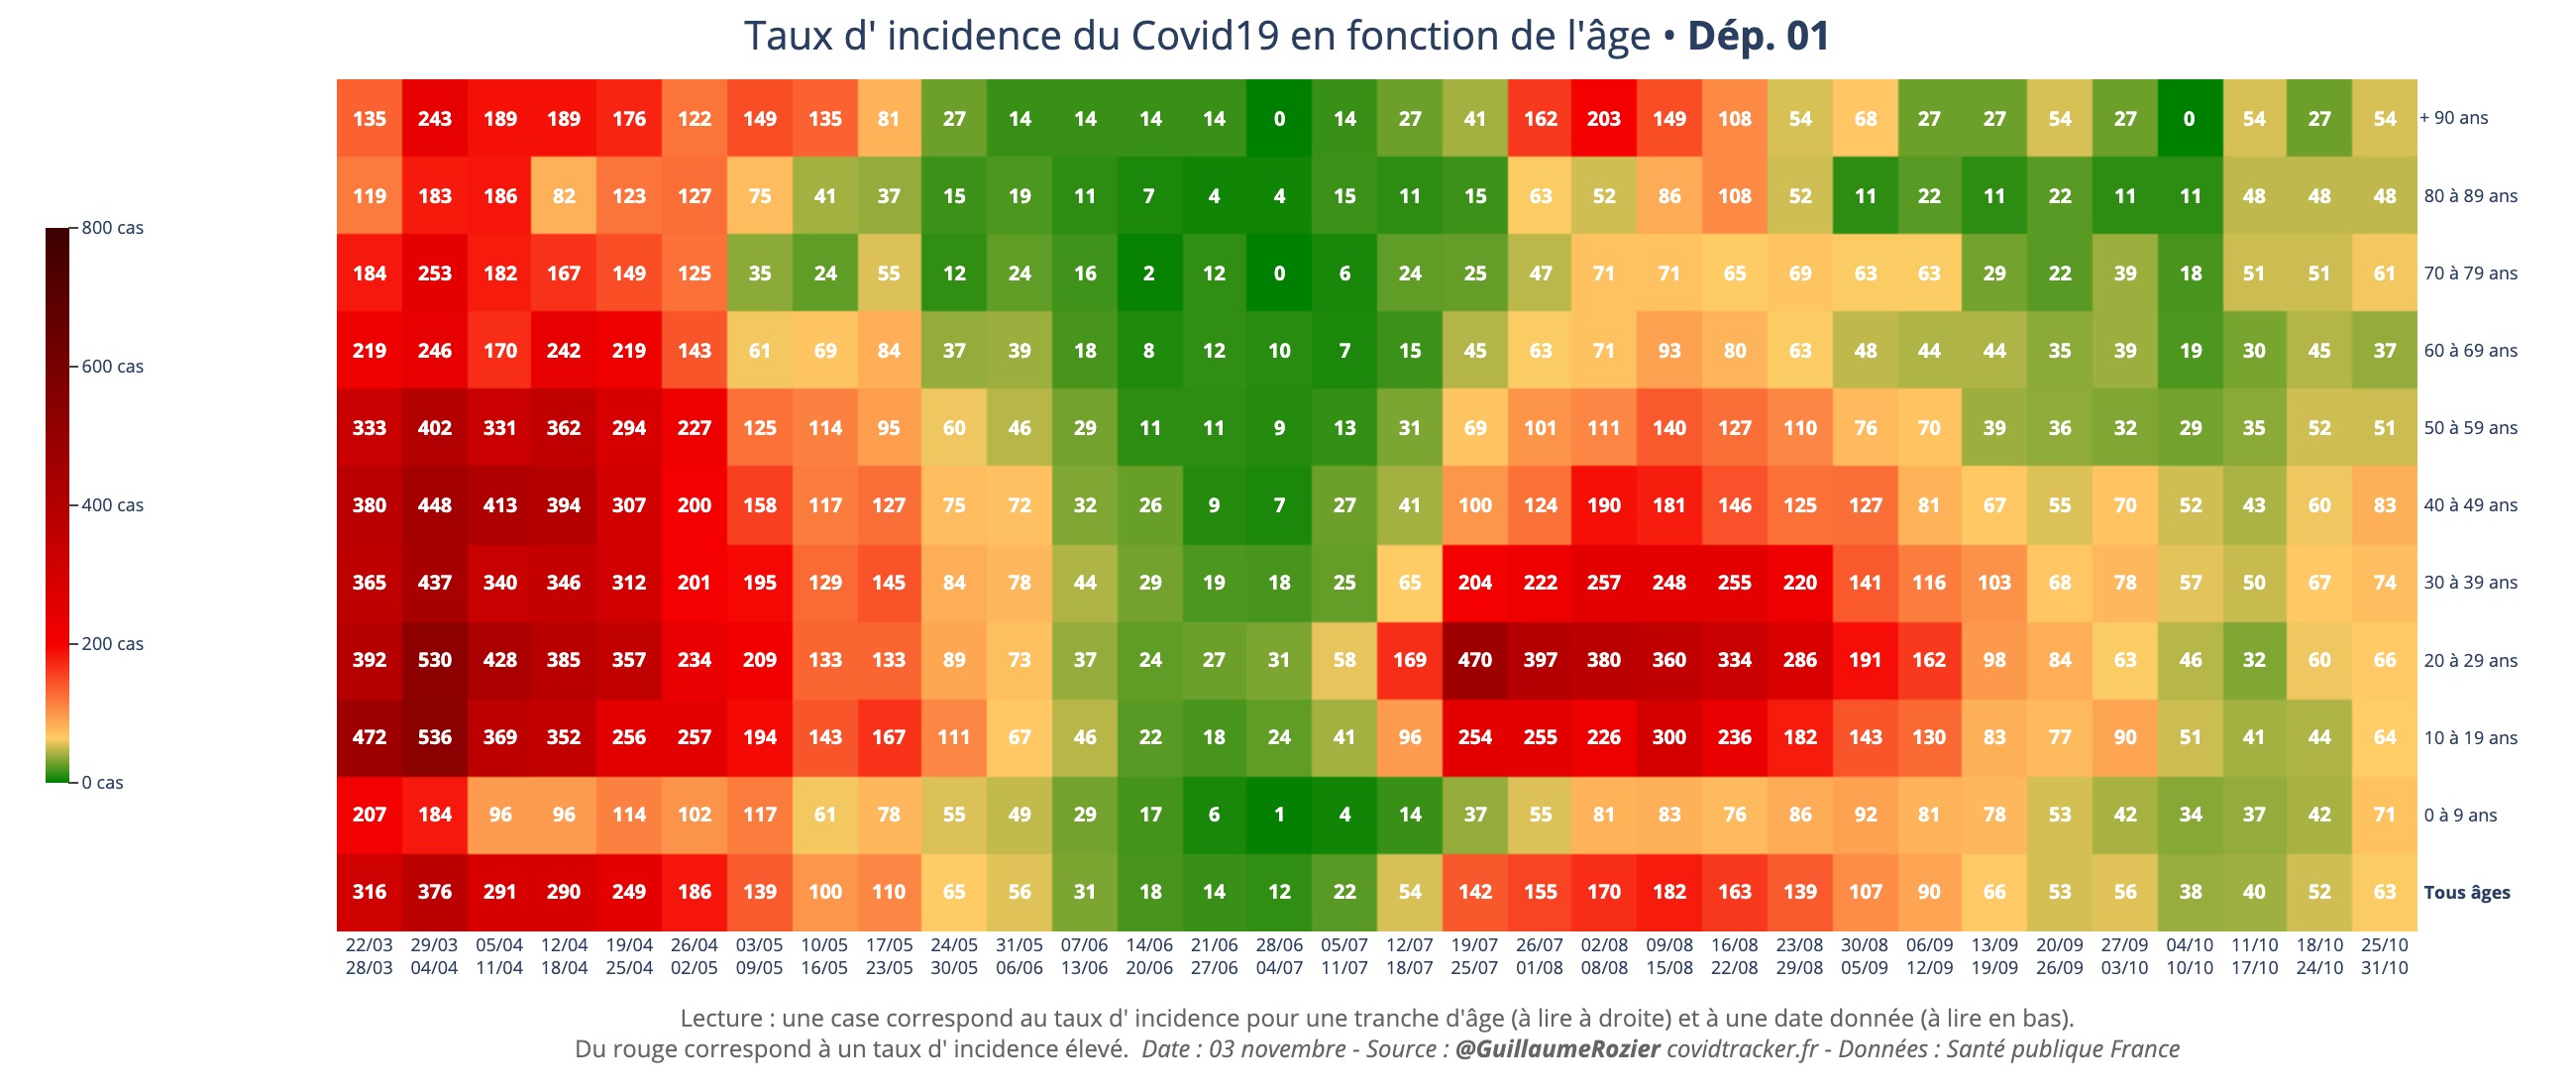 Taux d' incidence du Covid19 en fonction de l'âge • Dép. 01
135 243 189 189 176 122 149 135 81 27 14 14 14 14 0 14 27 41 162 203 149 108 54 68 27 27 54 27 0 54 27 54 + 90 ans
119 183 186 82 123 127 75 41 37 15 19 11 7 4 4 15 11 15 63 52 86 108 52 11 22 11 22 11 11 48 48 48 80 à 89 ans
800 cas
184 253 182 167 149 125 35 24 55 12 24 16 2 12 0 6 24 25 47 71 71 65 69 63 63 29 22 39 18 51 51 61 70 à 79 ans
219 246 170 242 219 143 61 69 84 37 39 18 8 12 10 7 15 45 63 71 93 80 63 48 44 44 35 39 19 30 45 37 60 à 69 ans
600 cas
333 402 331 362 294 227 125 114 95 60 46 29 11 11 9 13 31 69 101 111 140 127 110 76 70 39 36 32 29 35 52 51 50 à 59 ans
400 cas
380 448 413 394 307 200 158 117 127 75 72 32 26 9 7 27 41 100 124 190 181 146 125 127 81 67 55 70 52 43 60 83 40 à 49 ans
365 437 340 346 312 201 195 129 145 84 78 44 29 19 18 25 65 204 222 257 248 255 220 141 116 103 68 78 57 50 67 74 30 à 39 ans
200 cas
392 530 428 385 357 234 209 133 133 89 73 37 24 27 31 58 169 470 397 380 360 334 286 191 162 98 84 63 46 32 60 66 20 à 29 ans
472 536 369 352 256 257 194 143 167 111 67 46 22 18 24 41 96 254 255 226 300 236 182 143 130 83 77 90 51 41 44 64 10 à 19 ans
0 cas
207 184 96 96 114 102 117 61 78 55 49 29 17 6 1 4 14 37 55 81 83 76 86 92 81 78 53 42 34 37 42 71 0 à 9 ans
316 376 291 290 249 186 139 100 110 65 56 31 18 14 12 22 54 142 155 170 182 163 139 107 90 66 53 56 38 40 52 63 Tous âges
22/03 29/03 05/04 12/04 19/04 26/04 03/05 10/05 17/05 24/05 31/05 07/06 14/06 21/06 28/06 05/07 12/07 19/07 26/07 02/08 09/08 16/08 23/08 30/08 06/09 13/09 20/09 27/09 04/10 11/10 18/10 25/10
28/03 04/04 11/04 18/04 25/04 02/05 09/05 16/05 23/05 30/05 06/06 13/06 20/06 27/06 04/07 11/07 18/07 25/07 01/08 08/08 15/08 22/08 29/08 05/09 12/09 19/09 26/09 03/10 10/10 17/10 24/10 31/10
Lecture : une case correspond au taux d' incidence pour une tranche d'âge (à lire à droite) et à une date donnée (à lire en bas).
Du rouge correspond à un taux d' incidence élevé. Date : 03 novembre - Source : @GuillaumeRozier covidtracker.fr - Données : Santé publique France